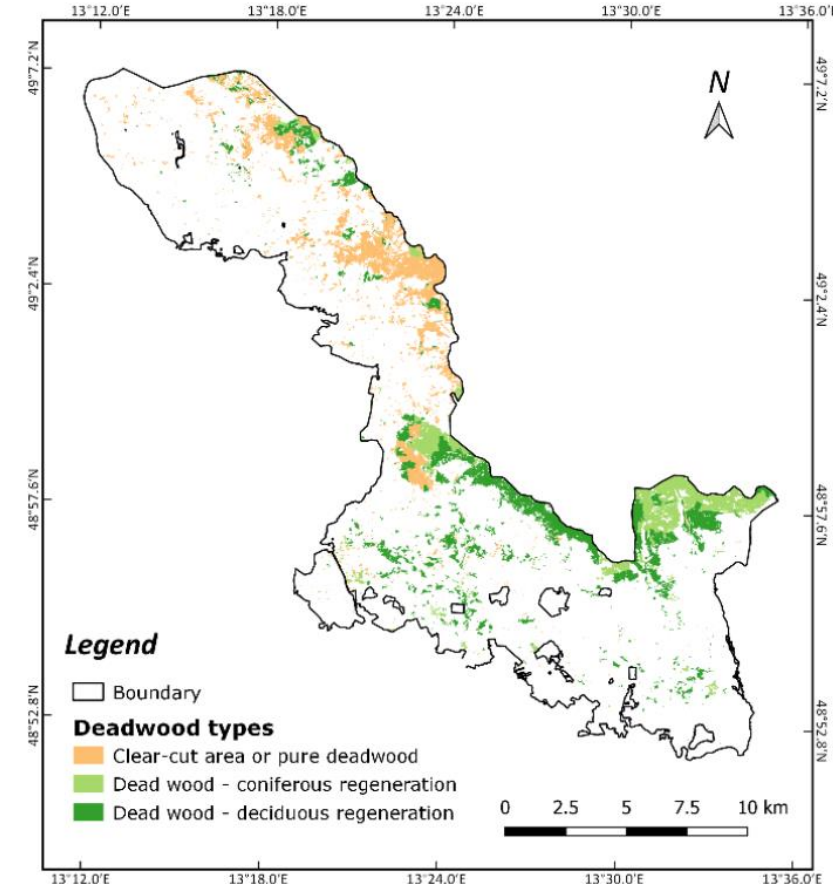 13°12.0′E 13°18.0′E 13°24.0′E 13°30.0′E 13°36.0′E
49°7.2′N 49°7.2′N
N
49°2.4′N 49°2.4′N
48°57.6′N 48°57.6′N
Legend
Boundary
48°52.8′N 48°52.8′N
Deadwood types
Clear-cut area or pure deadwood
Dead wood - coniferous regeneration
Dead wood - deciduous regeneration
0 2.5 5 7.5 10 km
13°12.0′E 13°18.0′E 13°24.0′E 13°30.0′E 13°36.0′E